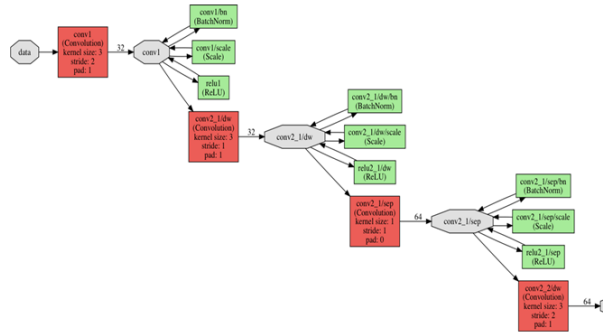 data
conv1
(Convolution)
kernel size: 3
stride: 2
pad: 1
32
conv1
conv1/bn
(BatchNorm)
conv1/scale
(Scale)
relu1
(ReLU)
conv2_1/dw
(Convolution)
kernel size: 3
stride: 1
pad: 1
32
conv2_1/dw
conv2_1/dw/bn
(BatchNorm)
conv2_1/dw/scale
(Scale)
relu2_1/dw
(ReLU)
conv2_1/sep
(Convolution)
kernel size: 1
stride: 1
pad: 0
64
conv2_1/sep
conv2_1/sep/bn
(BatchNorm)
conv2_1/sep/scale
(Scale)
relu2_1/sep
(ReLU)
conv2_2/dw
(Convolution)
kernel size: 3
stride: 2
pad: 1
64